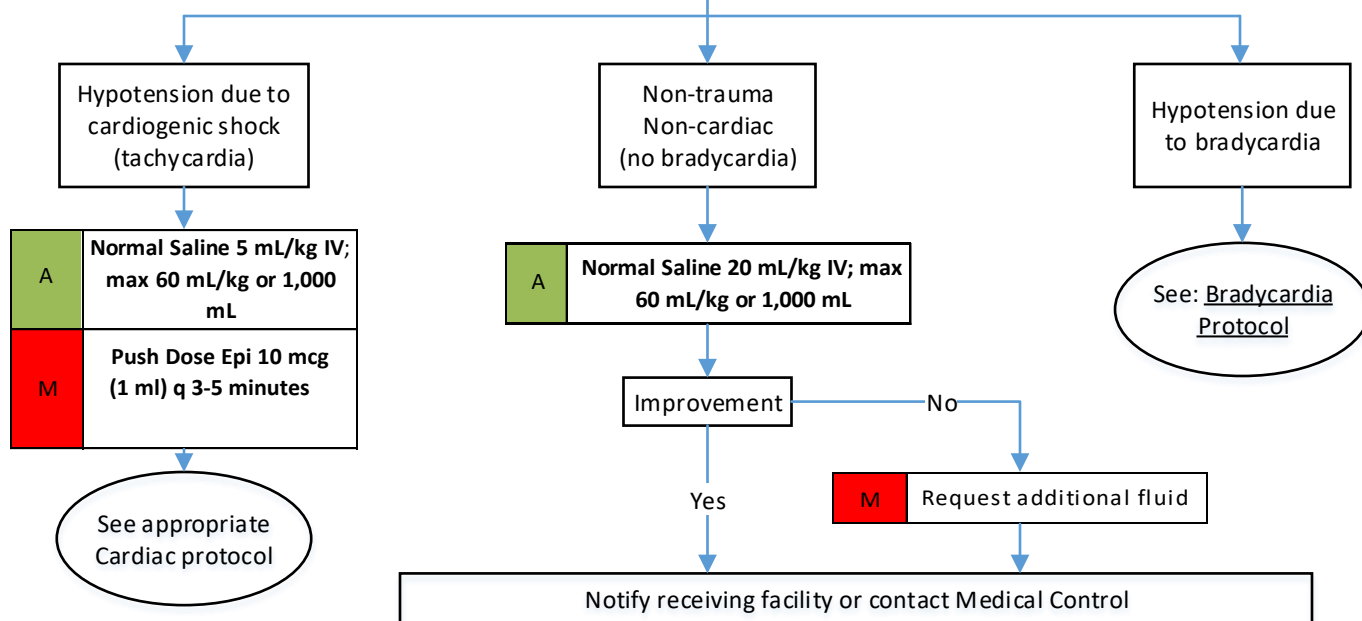 Hypotension due to
cardiogenic shock
(tachycardia)
Non-trauma
Non-cardiac
(no bradycardia)
Hypotension due
to bradycardia
A
Normal Saline 5 mL/kg IV;
max 60 mL/kg or 1,000
mL
M
Push Dose Epi 10 mcg
(1 ml) q 3-5 minutes
See appropriate
Cardiac protocol
A
Normal Saline 20 mL/kg IV; max
60 mL/kg or 1,000 mL
Improvement
No
Yes
M
Request additional fluid
See: Bradycardia
Protocol
Notify receiving facility or contact Medical Control